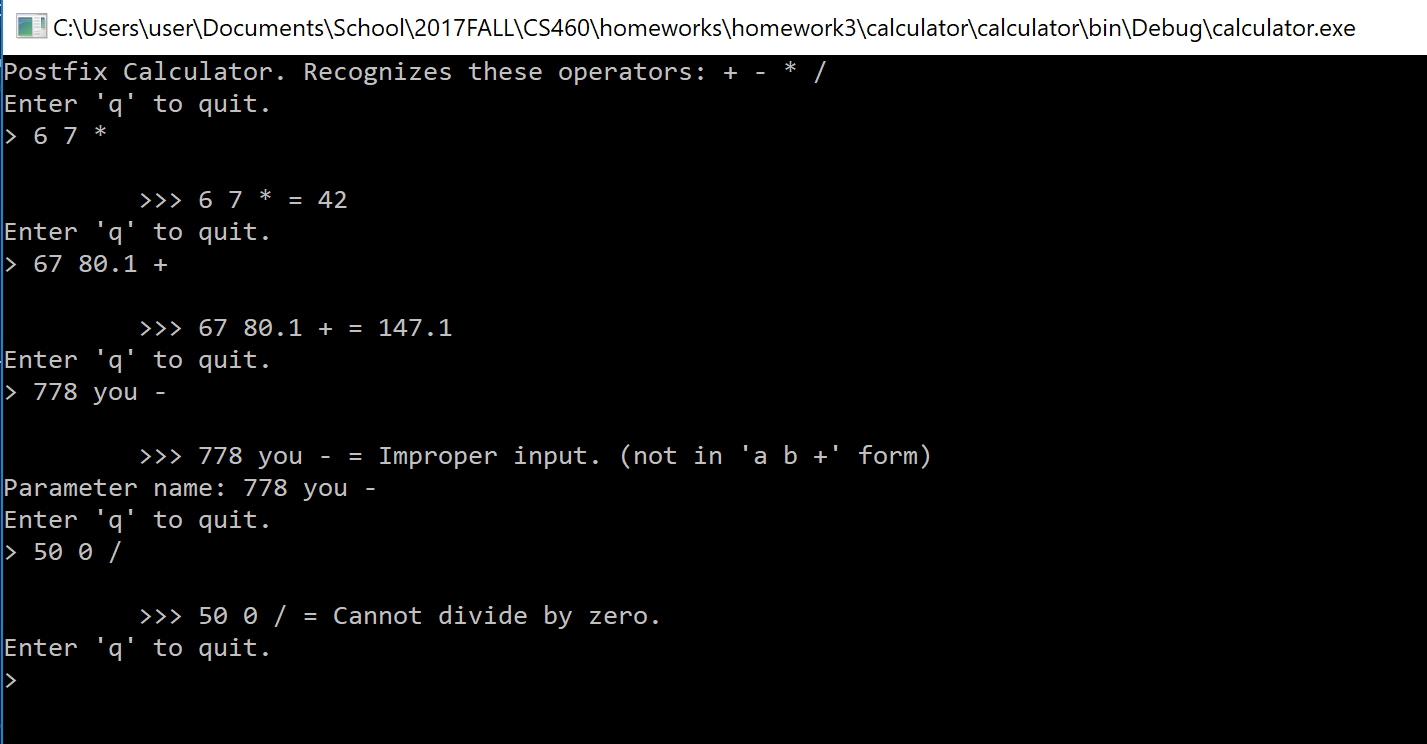 C:\Users\user\Documents\School\2017FALL\CS460\homeworks\homework3\calculator\calculator\bin\Debug\calculator.exe
Postfix Calculator. Recognizes these operators: + - * /
Enter 'q' to quit.
> 6 7 *
>>> 6 7 * = 42
Enter 'q' to quit.
> 67 80.1 +
>>> 67 80.1 + = 147.1
Enter 'q' to quit.
> 778 you -
>>> 778 you - = Improper input. (not in 'a b +' form)
Parameter name: 778 you -
Enter 'q' to quit.
> 50 0 /
>>> 50 0 / = Cannot divide by zero.
Enter 'q' to quit.
>